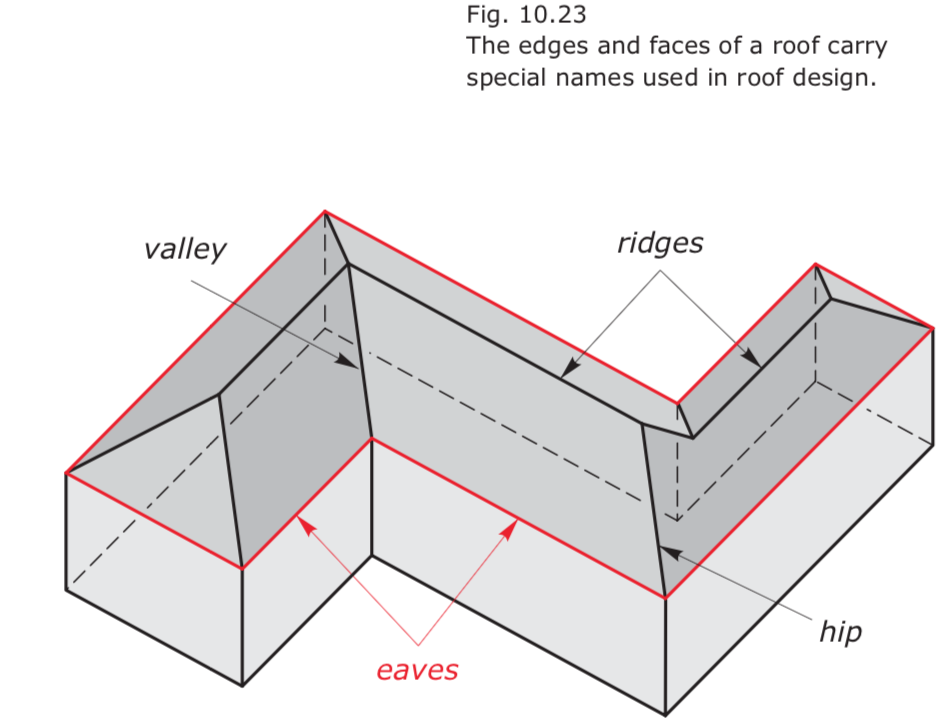 Fig. 10.23
The edges and faces of a roof carry
special names used in roof design.
valley
ridges
hip
eaves